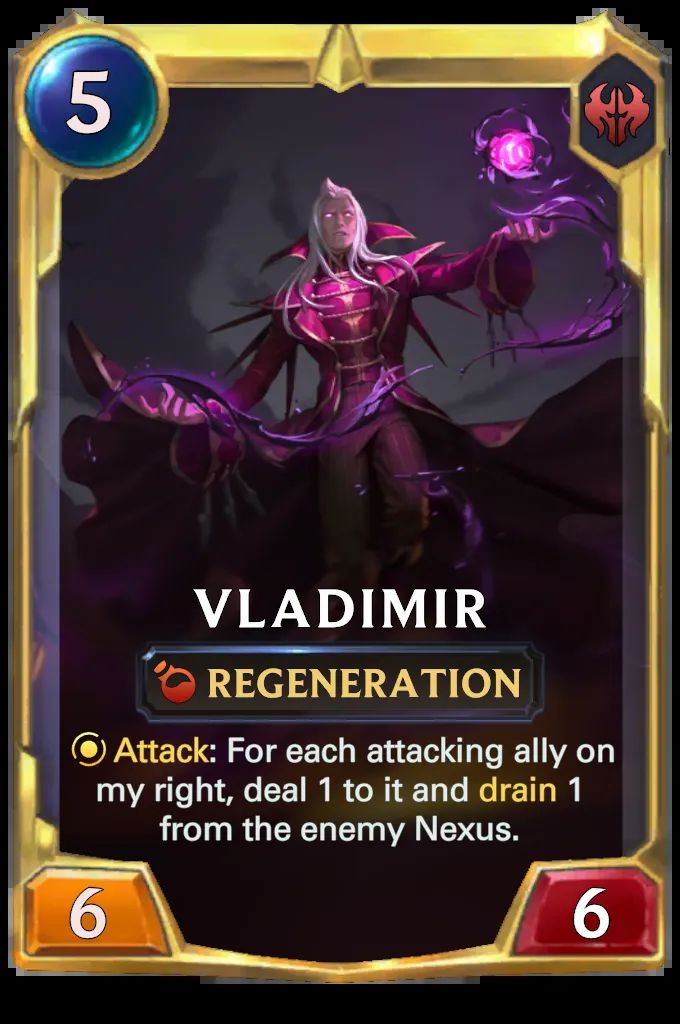 5
VLADIMIR
REGENERATION
Attack: For each attacking ally on
my right, deal 1 to it and drain 1
from the enemy Nexus.
6
6